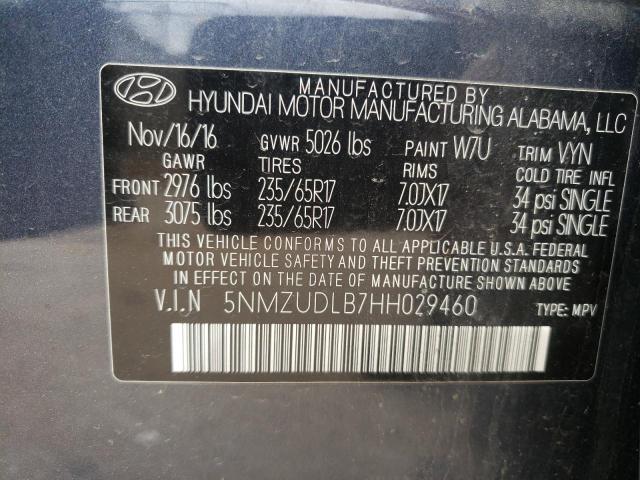 MANUFACTURED BY
HYUNDAI MOTOR MANUFACTURING ALABAMA, LLC
Nov/16/16 GVWR 5026 lbs PAINT W7U TRIM VYN
GAWR TIRES RIMS COLD TIRE INFL
FRONT 2976 lbs 235/65R17 7.0JX17 34 psi SINGLE
REAR 3075 lbs 235/65R17 7.0JX17 34 psi SINGLE
THIS VEHICLE CONFORMS TO ALL APPLICABLE U.S.A. FEDERAL
MOTOR VEHICLE SAFETY AND THEFT PREVENTION STANDARDS
IN EFFECT ON THE DATE OF MANUFACTURE SHOWN ABOVE.
V.I.N 5NMZUDLB7HH029460 TYPE: MPV